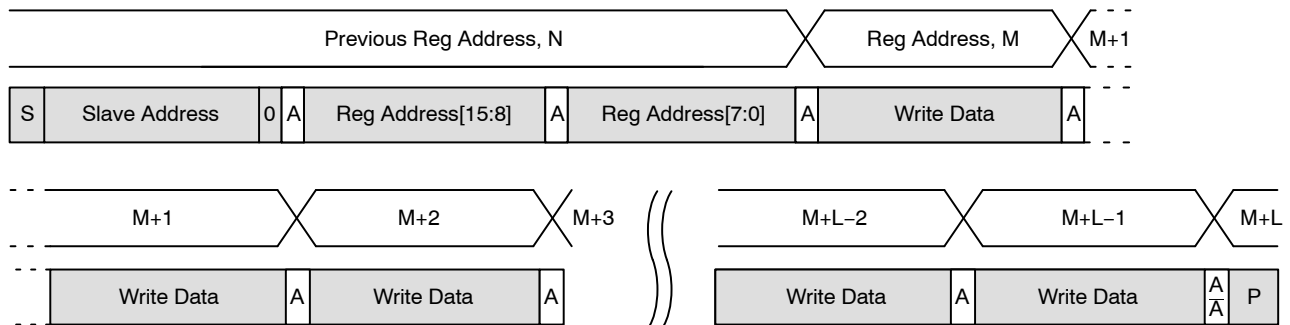 Previous Reg Address, N Reg Address, M M+1
S Slave Address 0 A Reg Address[15:8] A Reg Address[7:0] A Write Data A
M+1 M+2 M+3 M+L−2 M+L−1 M+L
Write Data A Write Data A Write Data A Write Data A/A̅ P